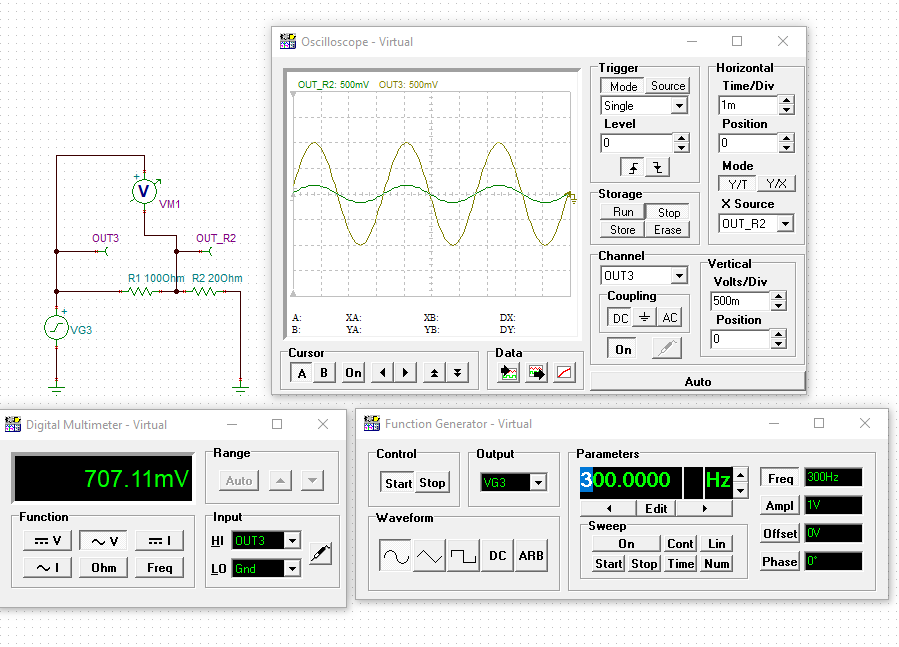 Oscilloscope - Virtual
OUT_R2: 500mV OUT3: 500mV
A: XA: XB: DX:
B: YA: YB: DY:
Cursor
A B On
Data
Trigger
Mode Source
Single
Level
0
Storage
Run Stop
Store Erase
Channel
OUT3
Coupling
DC AC
On
Horizontal
Time/Div
1m
Position
0
Mode
Y/T Y/X
X Source
OUT_R2
Vertical
Volts/Div
500m
Position
0
Auto
+
V
VM1
OUT3
OUT_R2
R1 100Ohm R2 20Ohm
+
VG3
Digital Multimeter - Virtual
707.11mV
Range
Auto
Function
V V I
I Ohm Freq
Input
HI OUT3
LO Gnd
Function Generator - Virtual
Control
Start Stop
Output
VG3
Waveform
DC ARB
Parameters
300.0000 Hz
Edit
Sweep
On Cont Lin
Start Stop Time Num
Freq 300Hz
Ampl 1V
Offset 0V
Phase 0°